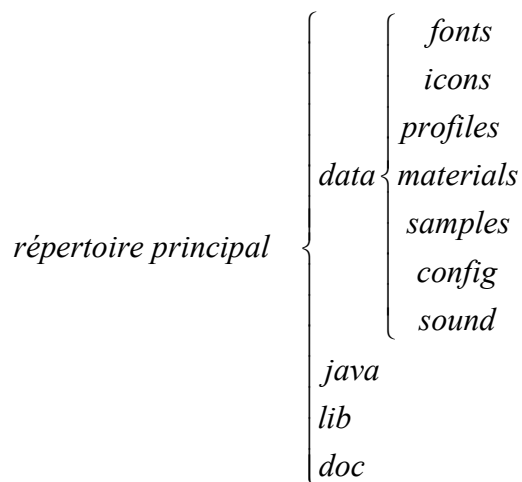 fonts
icons
profiles
data materials
samples
répertoire principal
config
sound
java
lib
doc